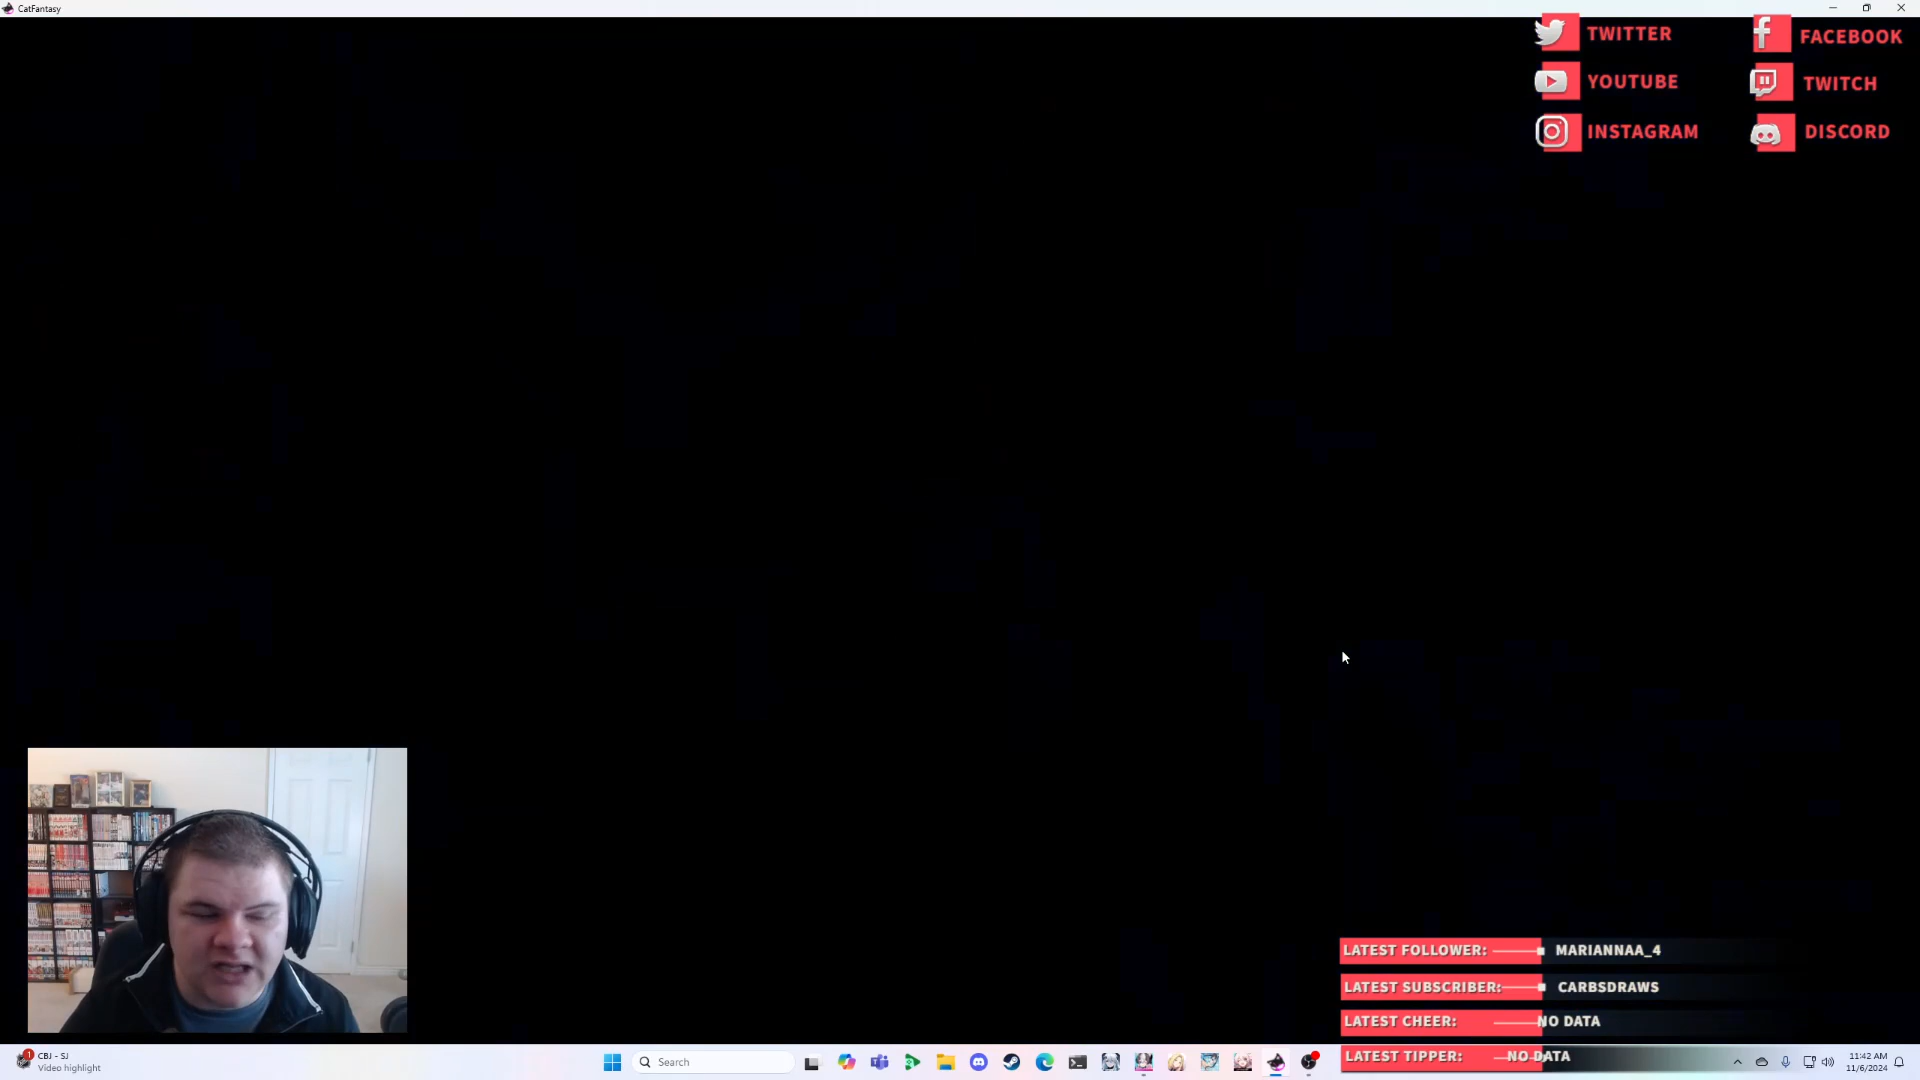 CatFantasy
TWITTER
FACEBOOK
YOUTUBE
TWITCH
INSTAGRAM
DISCORD
LATEST FOLLOWER: MARIANNAA_4
LATEST SUBSCRIBER: CARBSDRAWS
LATEST CHEER: NO DATA
LATEST TIPPER: NO DATA
1
CBJ - SJ
Video highlight
Search
11:42 AM
11/6/2024